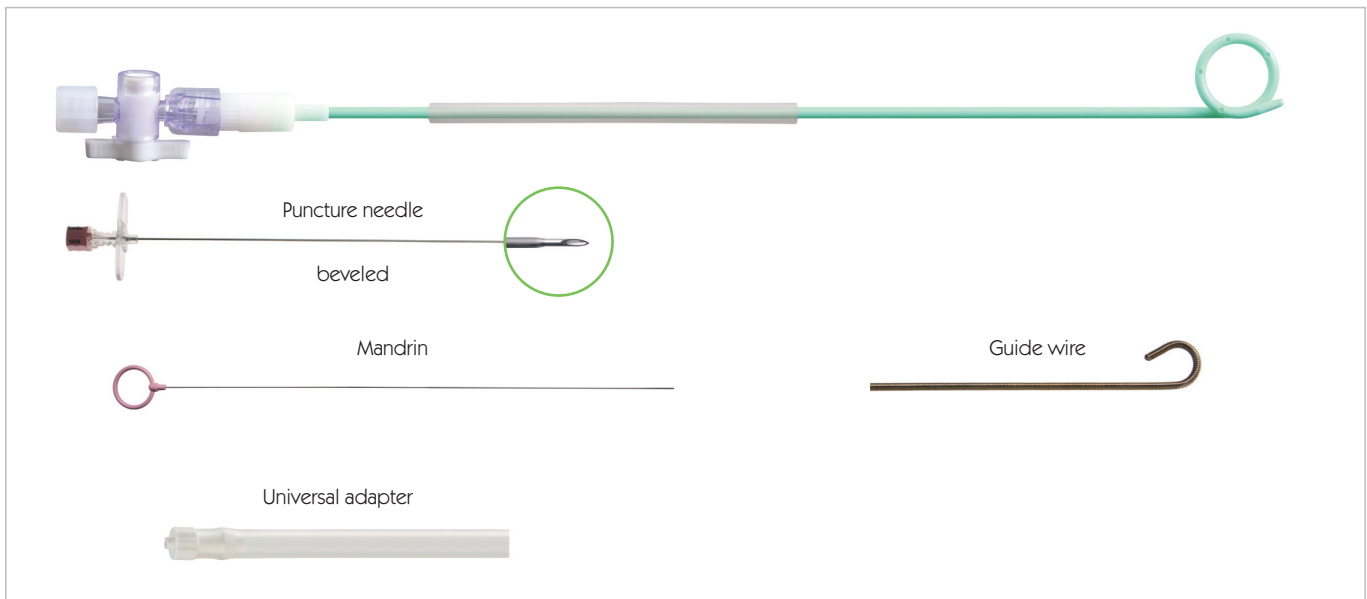 Puncture needle
beveled
Mandrin
Guide wire
Universal adapter